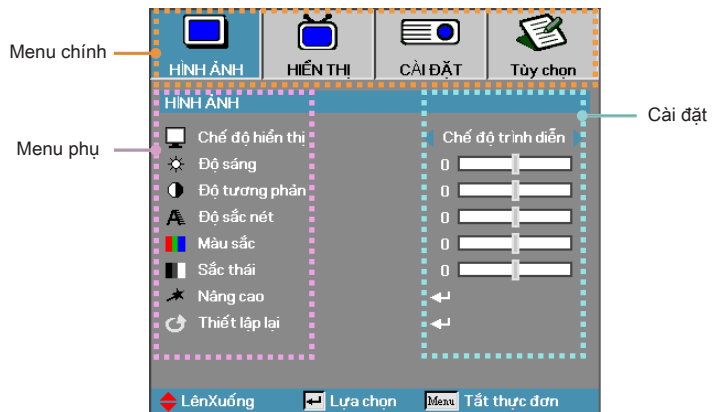 Menu chính
HÌNH ẢNH HIỂN THỊ CÀI ĐẶT Tùy chọn
HÌNH ẢNH
Cài đặt
Menu phụ
Chế độ hiển thị Chế độ trình diễn
Độ sáng 0
Độ tương phản 0
Độ sắc nét 0
Màu sắc 0
Sắc thái 0
Nâng cao
Thiết lập lại
LênXuống Lựa chọn Menu Tắt thực đơn